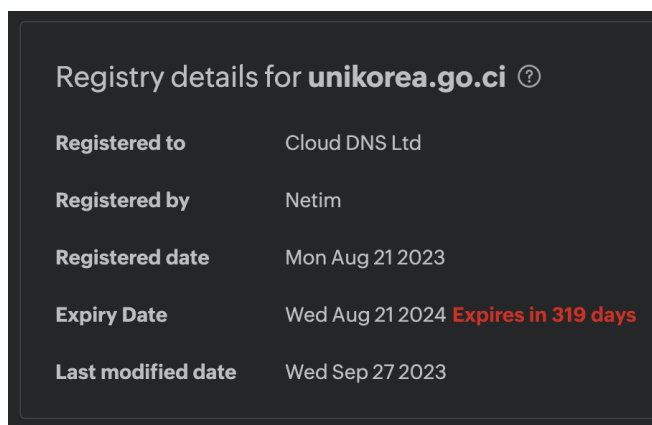 Registry details for unikorea.go.ci ?
Registered to Cloud DNS Ltd
Registered by Netim
Registered date Mon Aug 21 2023
Expiry Date Wed Aug 21 2024 Expires in 319 days
Last modified date Wed Sep 27 2023